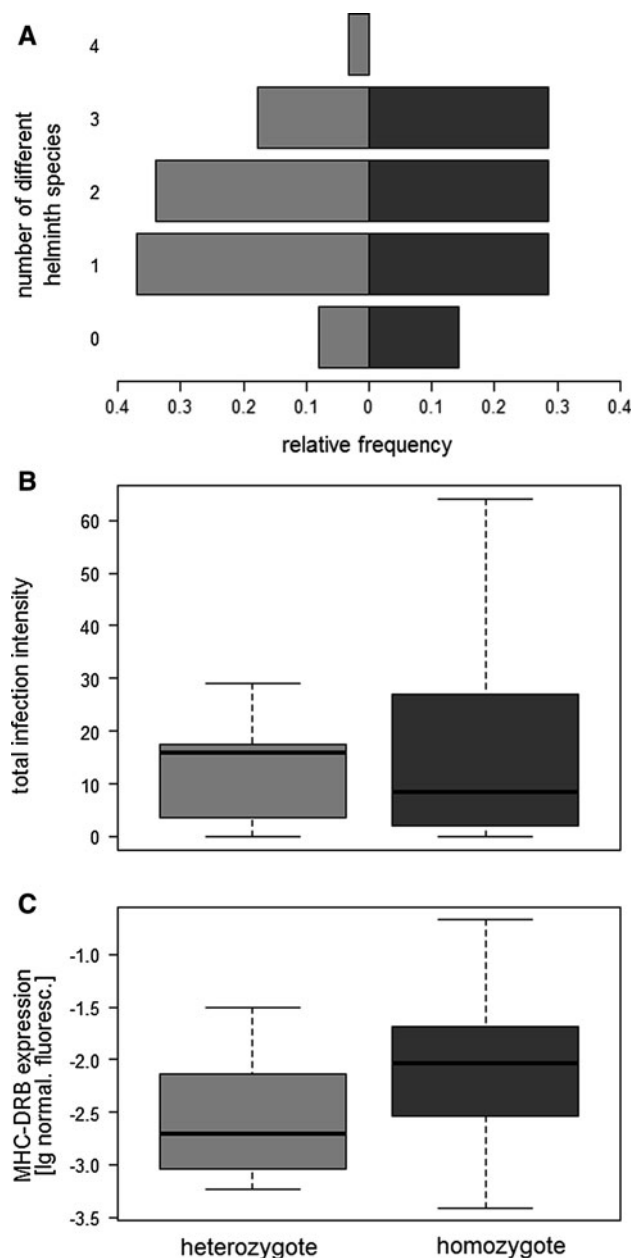 A
number of different
helminth species
4
3
2
1
0
0.4 0.3 0.2 0.1 0 0.1 0.2 0.3 0.4
relative frequency
B
total infection intensity
60
50
40
30
20
10
0
C
MHC-DRB expression
[lg normal. fluoresc.]
-1.0
-1.5
-2.0
-2.5
-3.0
-3.5
heterozygote homozygote